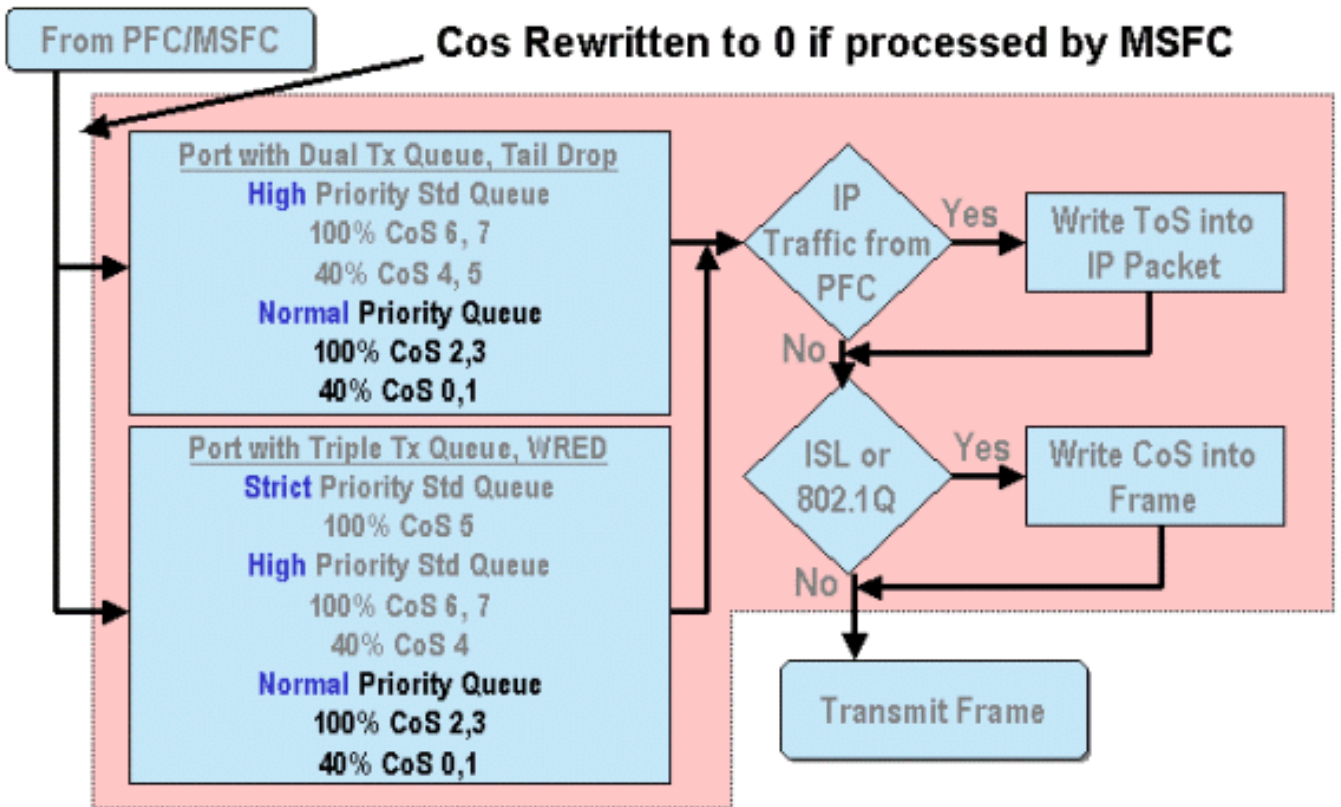 From PFC/MSFC
Cos Rewritten to 0 if processed by MSFC
Port with Dual Tx Queue, Tail Drop
High Priority Std Queue
100% CoS 6, 7
40% CoS 4, 5
Normal Priority Queue
100% CoS 2,3
40% CoS 0,1
Port with Triple Tx Queue, WRED
Strict Priority Std Queue
100% CoS 5
High Priority Std Queue
100% CoS 6, 7
40% CoS 4
Normal Priority Queue
100% CoS 2,3
40% CoS 0,1
IP
Traffic from
PFC
Yes
Write ToS into
IP Packet
No
ISL or
802.1Q
Yes
Write CoS into
Frame
No
Transmit Frame